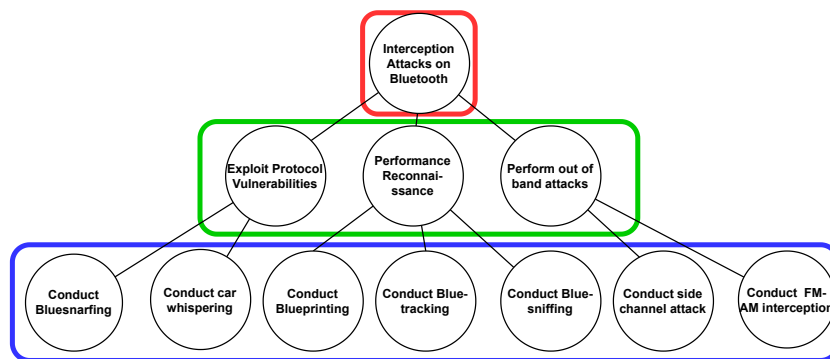 Interception
Attacks on
Bluetooth
Exploit Protocol
Vulnerabilities
Performance
Reconnai-
ssance
Perform out of
band attacks
Conduct
Bluesnarfing
Conduct car
whispering
Conduct
Blueprinting
Conduct Blue-
tracking
Conduct Blue-
sniffing
Conduct side
channel attack
Conduct FM-
AM interception